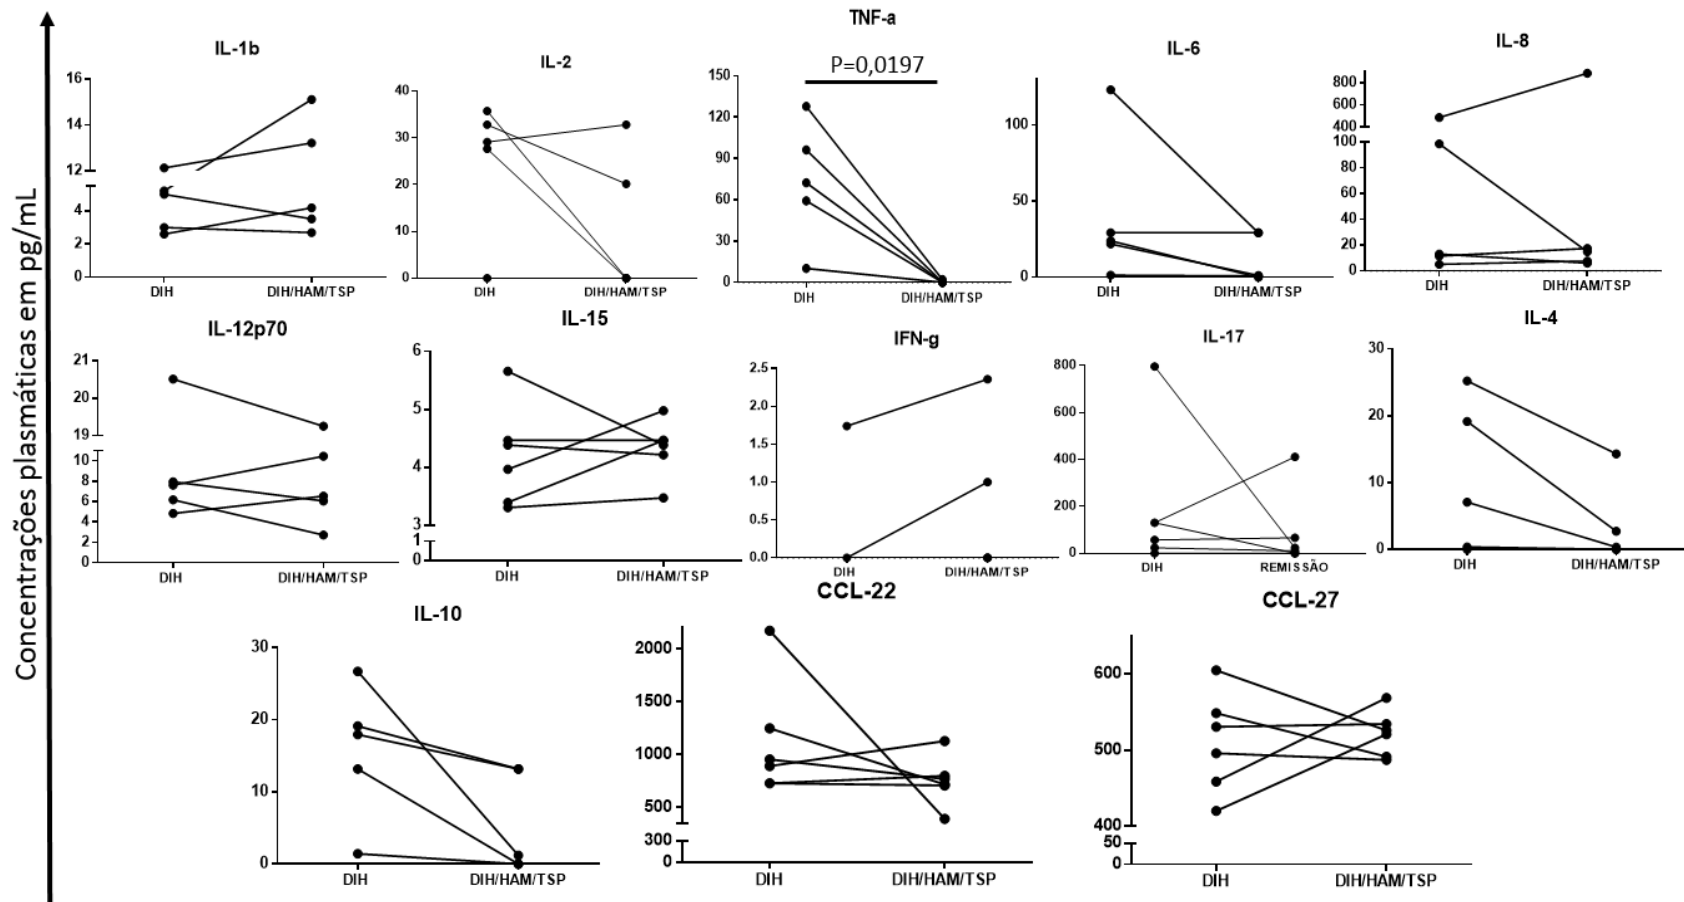 Concentrações plasmáticas em pg/mL
IL-1b
16
14
12
4
2
0
DIH
DIH/HAM/TSP
IL-2
40
30
20
10
0
DIH
DIH/HAM/TSP
TNF-a
P=0,0197
150
120
90
60
30
0
DIH
DIH/HAM/TSP
IL-6
100
50
0
DIH
DIH/HAM/TSP
IL-8
800
600
400
100
80
60
40
20
0
DIH
DIH/HAM/TSP
IL-12p70
21
20
19
10
8
6
4
2
0
DIH
DIH/HAM/TSP
IL-15
6
5
4
3
1
0
DIH
DIH/HAM/TSP
IFN-g
2.5
2.0
1.5
1.0
0.5
0.0
DIH
DIH/HAM/TSP
IL-17
800
600
400
200
0
DIH
REMISSÃO
IL-4
30
20
10
0
DIH
DIH/HAM/TSP
IL-10
30
20
10
0
DIH
DIH/HAM/TSP
CCL-22
2000
1500
1000
500
300
0
DIH
DIH/HAM/TSP
CCL-27
600
500
400
50
0
DIH
DIH/HAM/TSP